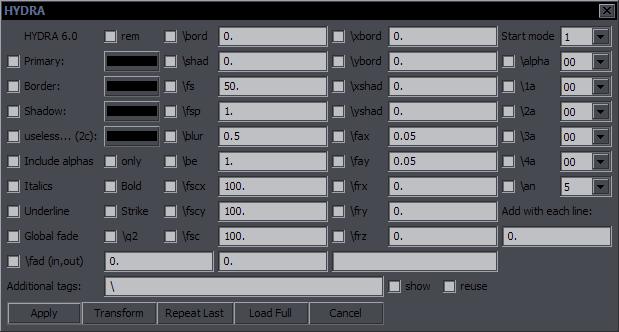 HYDRA
HYDRA 6.0 rem \bord 0. \xbord 0. Start mode 1
Primary: \shad 0. \ybord 0. \alpha 00
Border: \fs 50. \xshad 0. \1a 00
Shadow: \fsp 1. \yshad 0. \2a 00
useless... (2c): \blur 0.5 \fax 0.05 \3a 00
Include alphas only \be 1. \fay 0.05 \4a 00
Italics Bold \fscx 100. \frx 0. \an 5
Underline Strike \fscy 100. \fry 0. Add with each line:
Global fade \q2 \fsc 100. \frz 0. 0.
\fad (in,out) 0. 0.
Additional tags: \ show reuse
Apply Transform Repeat Last Load Full Cancel